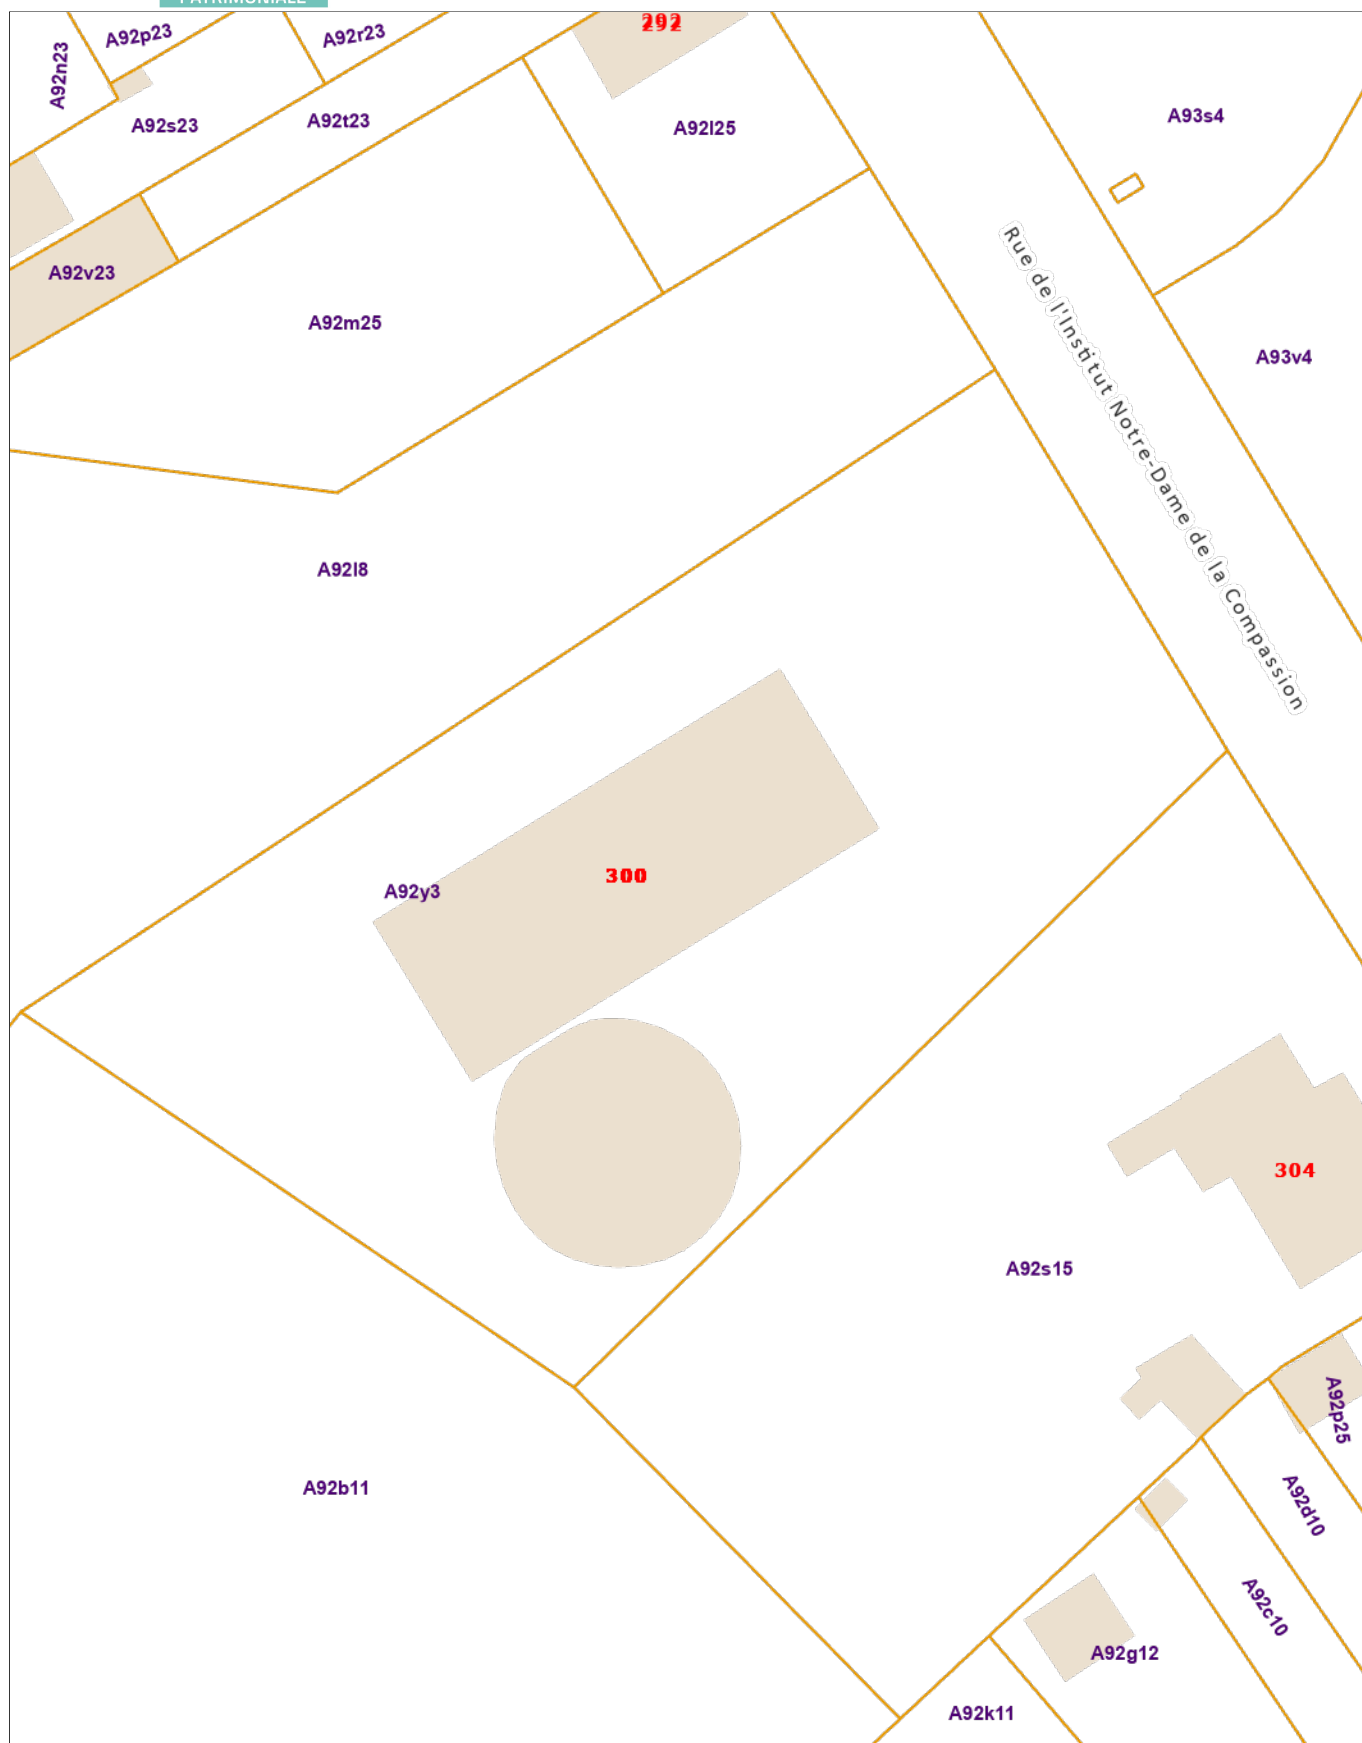 PATRIMONIALE
292
A92p23
A92r23
A92n23
A92s23
A92t23
A92l25
A93s4
A92v23
A92m25
Rue de l'Institut Notre-Dame de la Compassion
A93v4
A92l8
300
A92y3
304
A92s15
A92p25
A92b11
A92d10
A92c10
A92g12
A92k11